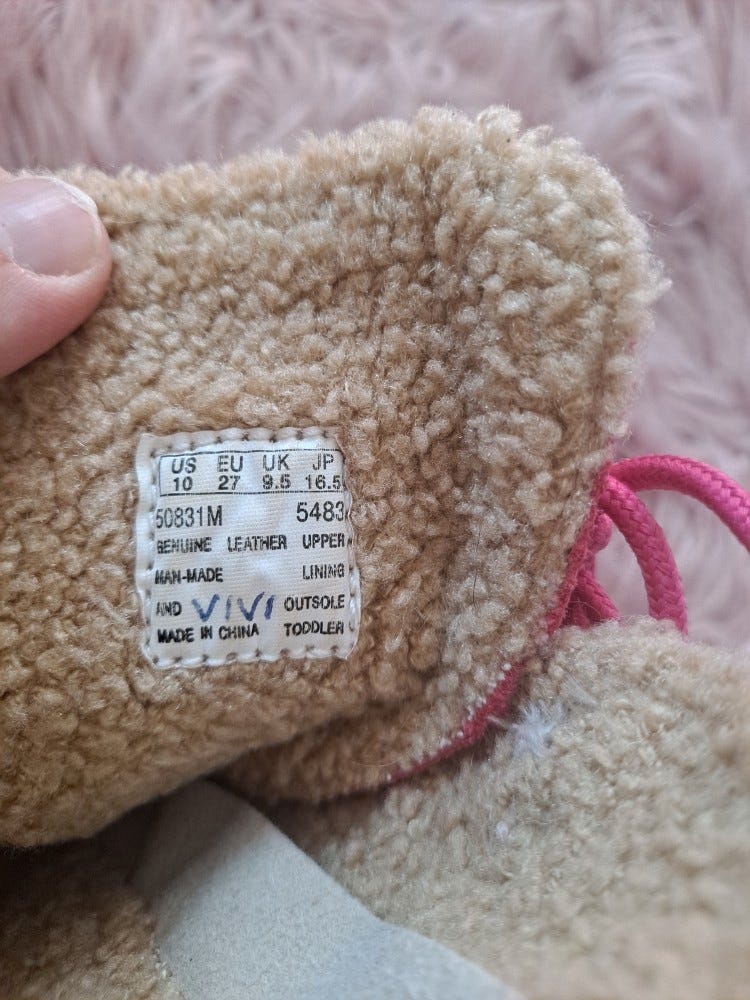 US EU UK JP
10 27 9.5 16.5
50831M 5483
GENUINE LEATHER UPPER
MAN-MADE LINING
AND VIVI OUTSOLE
MADE IN CHINA TODDLER